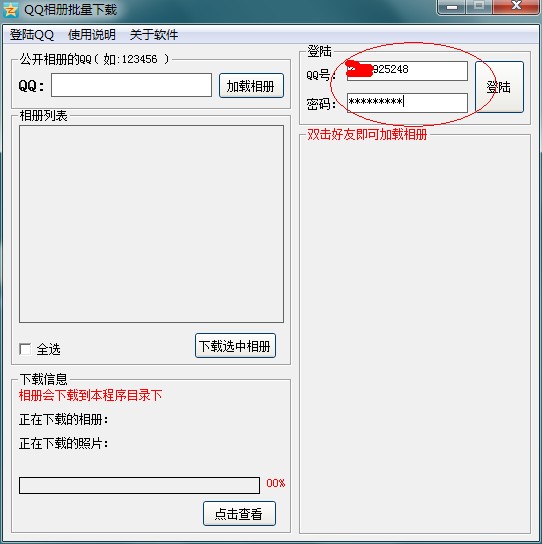 QQ相册批量下载
登陆QQ 使用说明 关于软件
公开相册的QQ(如:123456 )
QQ: 加载相册
相册列表
全选 下载选中相册
下载信息
相册会下载到本程序目录下
正在下载的相册:
正在下载的照片:
00%
点击查看
登陆
QQ号: 925248
密码: *********
登陆
双击好友即可加载相册